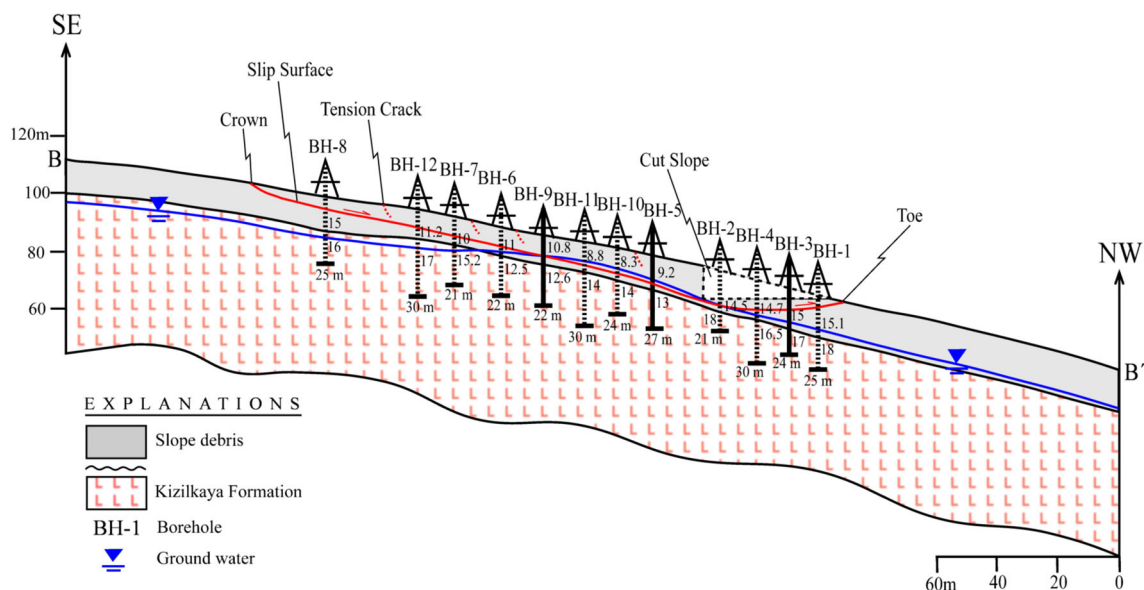 SE
Slip Surface
Tension Crack
Crown
120m
BH-8
B
BH-12
BH-7
BH-6
Cut Slope
BH-9
BH-11
BH-10
BH-5
100
BH-2
BH-4
BH-3
BH-1
Toe
NW
80
60
15
16
25 m
11.2
17
30 m
10
15.2
21 m
11
12.5
22 m
10.8
12.6
22 m
8.8
14
30 m
8.3
14
24 m
9.2
13
27 m
14.5
18
21 m
14.7
16.5
30 m
15
17
24 m
15.1
18
25 m
B´
EXPLANATIONS
Slope debris
Kizilkaya Formation
BH-1 Borehole
Ground water
60m 40 20 0